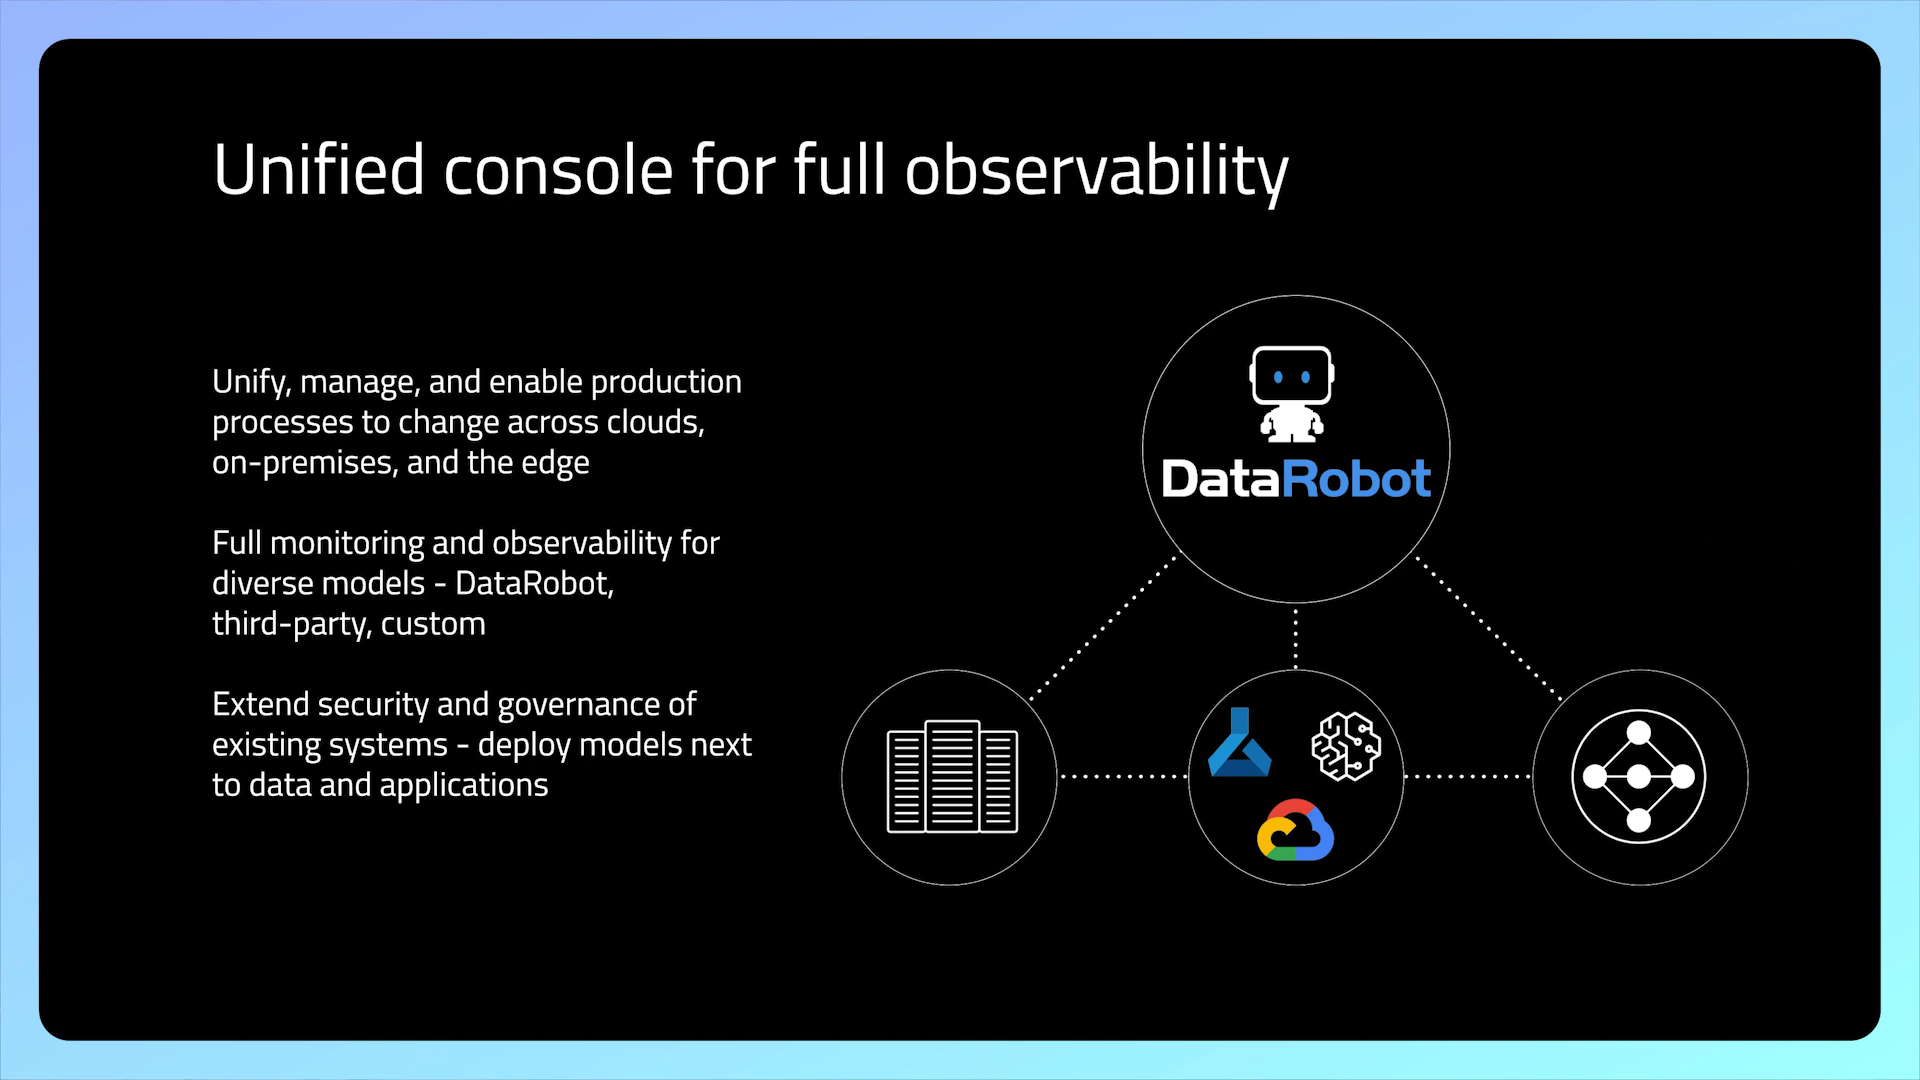 Unified console for full observability
Unify, manage, and enable production
processes to change across clouds,
on-premises, and the edge
Full monitoring and observability for
diverse models - DataRobot,
third-party, custom
Extend security and governance of
existing systems - deploy models next
to data and applications
DataRobot